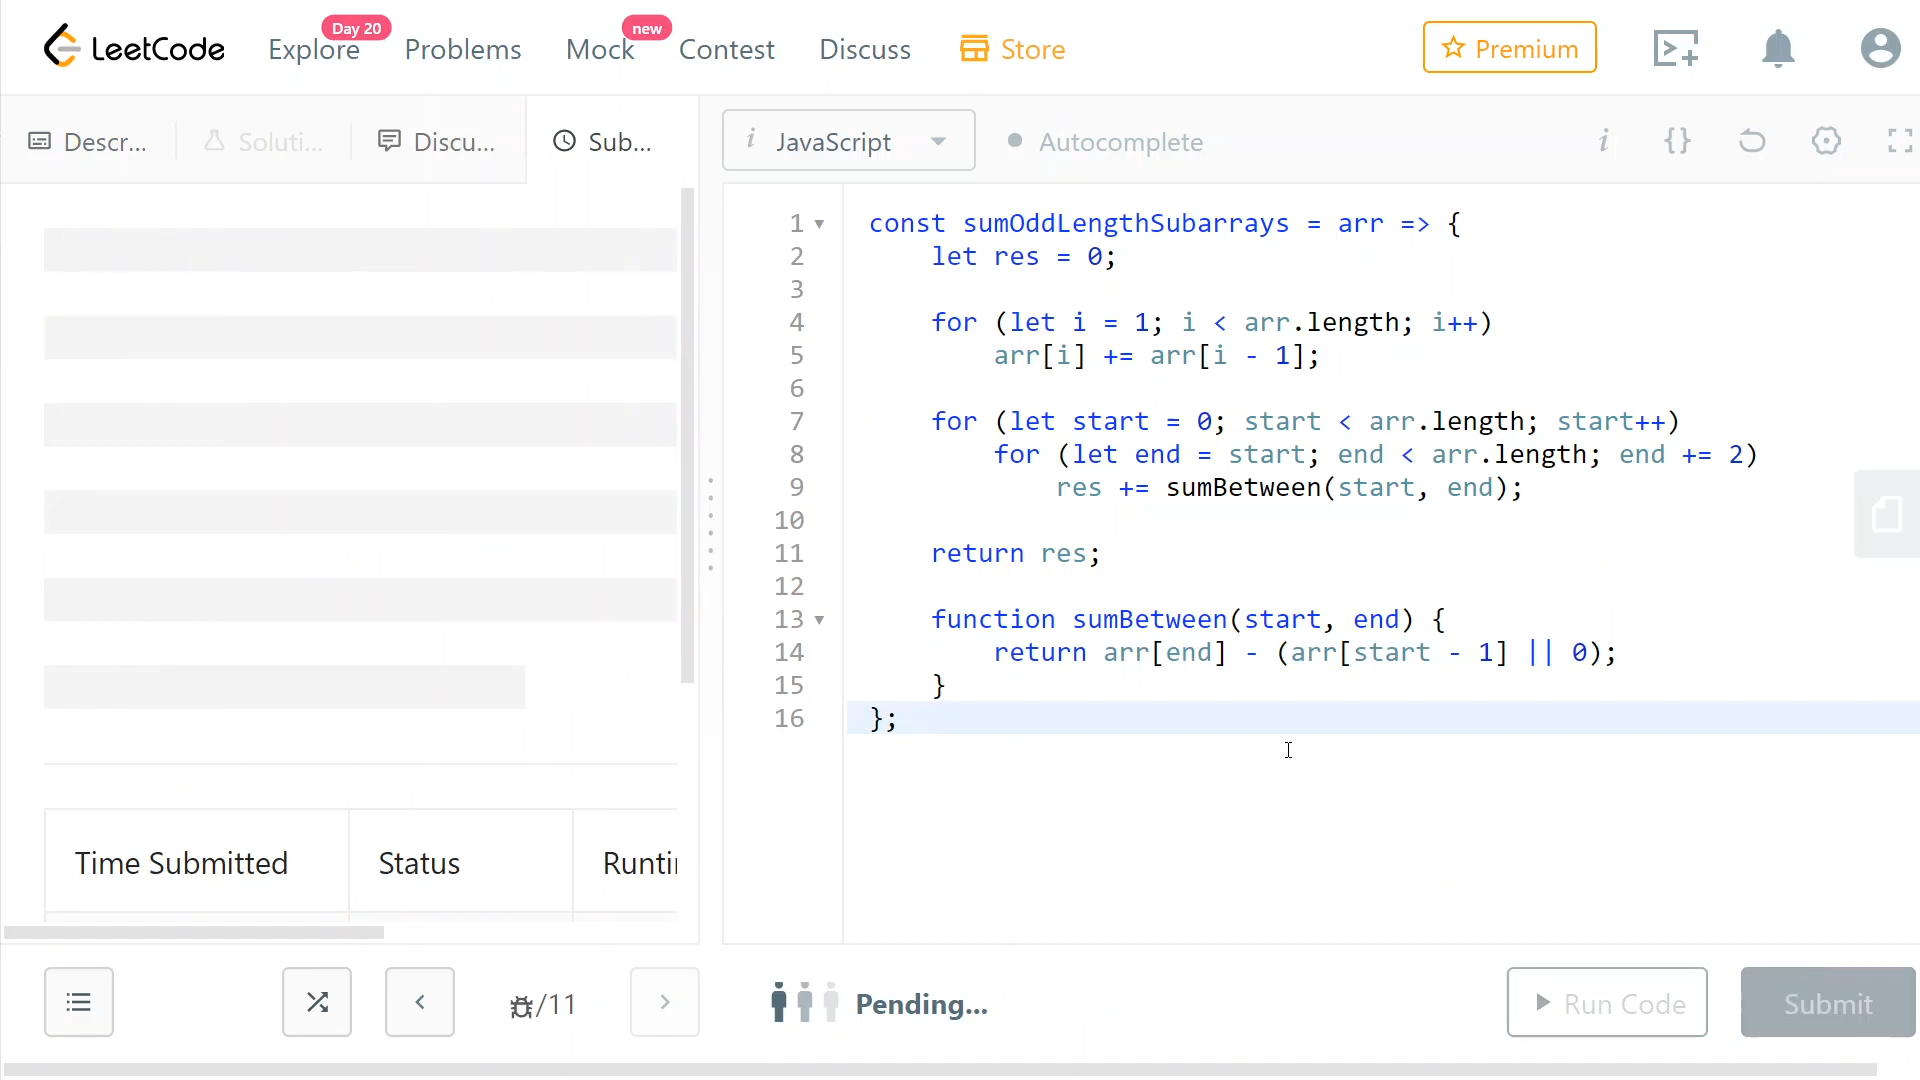 LeetCode
Explore
Day 20
Problems
Mock
new
Contest
Discuss
Store
Premium
Descr...
Soluti...
Discu...
Sub...
i JavaScript
Autocomplete
i {}
1 const sumOddLengthSubarrays = arr => {
2 let res = 0;
3
4 for (let i = 1; i < arr.length; i++)
5 arr[i] += arr[i - 1];
6
7 for (let start = 0; start < arr.length; start++)
8 for (let end = start; end < arr.length; end += 2)
9 res += sumBetween(start, end);
10
11 return res;
12
13 function sumBetween(start, end) {
14 return arr[end] - (arr[start - 1] || 0);
15 }
16 };
Time Submitted
Status
Runti
/11
Pending...
Run Code
Submit